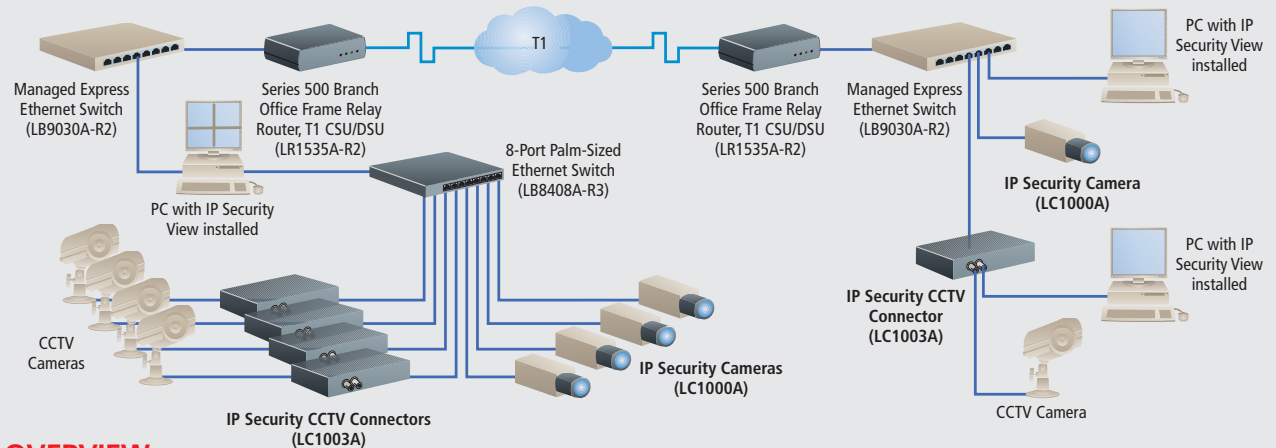 T1
Managed Express
Ethernet Switch
(LB9030A-R2)
Series 500 Branch
Office Frame Relay
Router, T1 CSU/DSU
(LR1535A-R2)
Series 500 Branch
Office Frame Relay
Router, T1 CSU/DSU
(LR1535A-R2)
Managed Express
Ethernet Switch
(LB9030A-R2)
PC with IP
Security View
installed
8-Port Palm-Sized
Ethernet Switch
(LB8408A-R3)
PC with IP Security
View installed
IP Security Camera
(LC1000A)
PC with IP
Security View
installed
IP Security CCTV
Connector
(LC1003A)
CCTV
Cameras
IP Security Cameras
(LC1000A)
CCTV Camera
IP Security CCTV Connectors
(LC1003A)
OVERVIEW